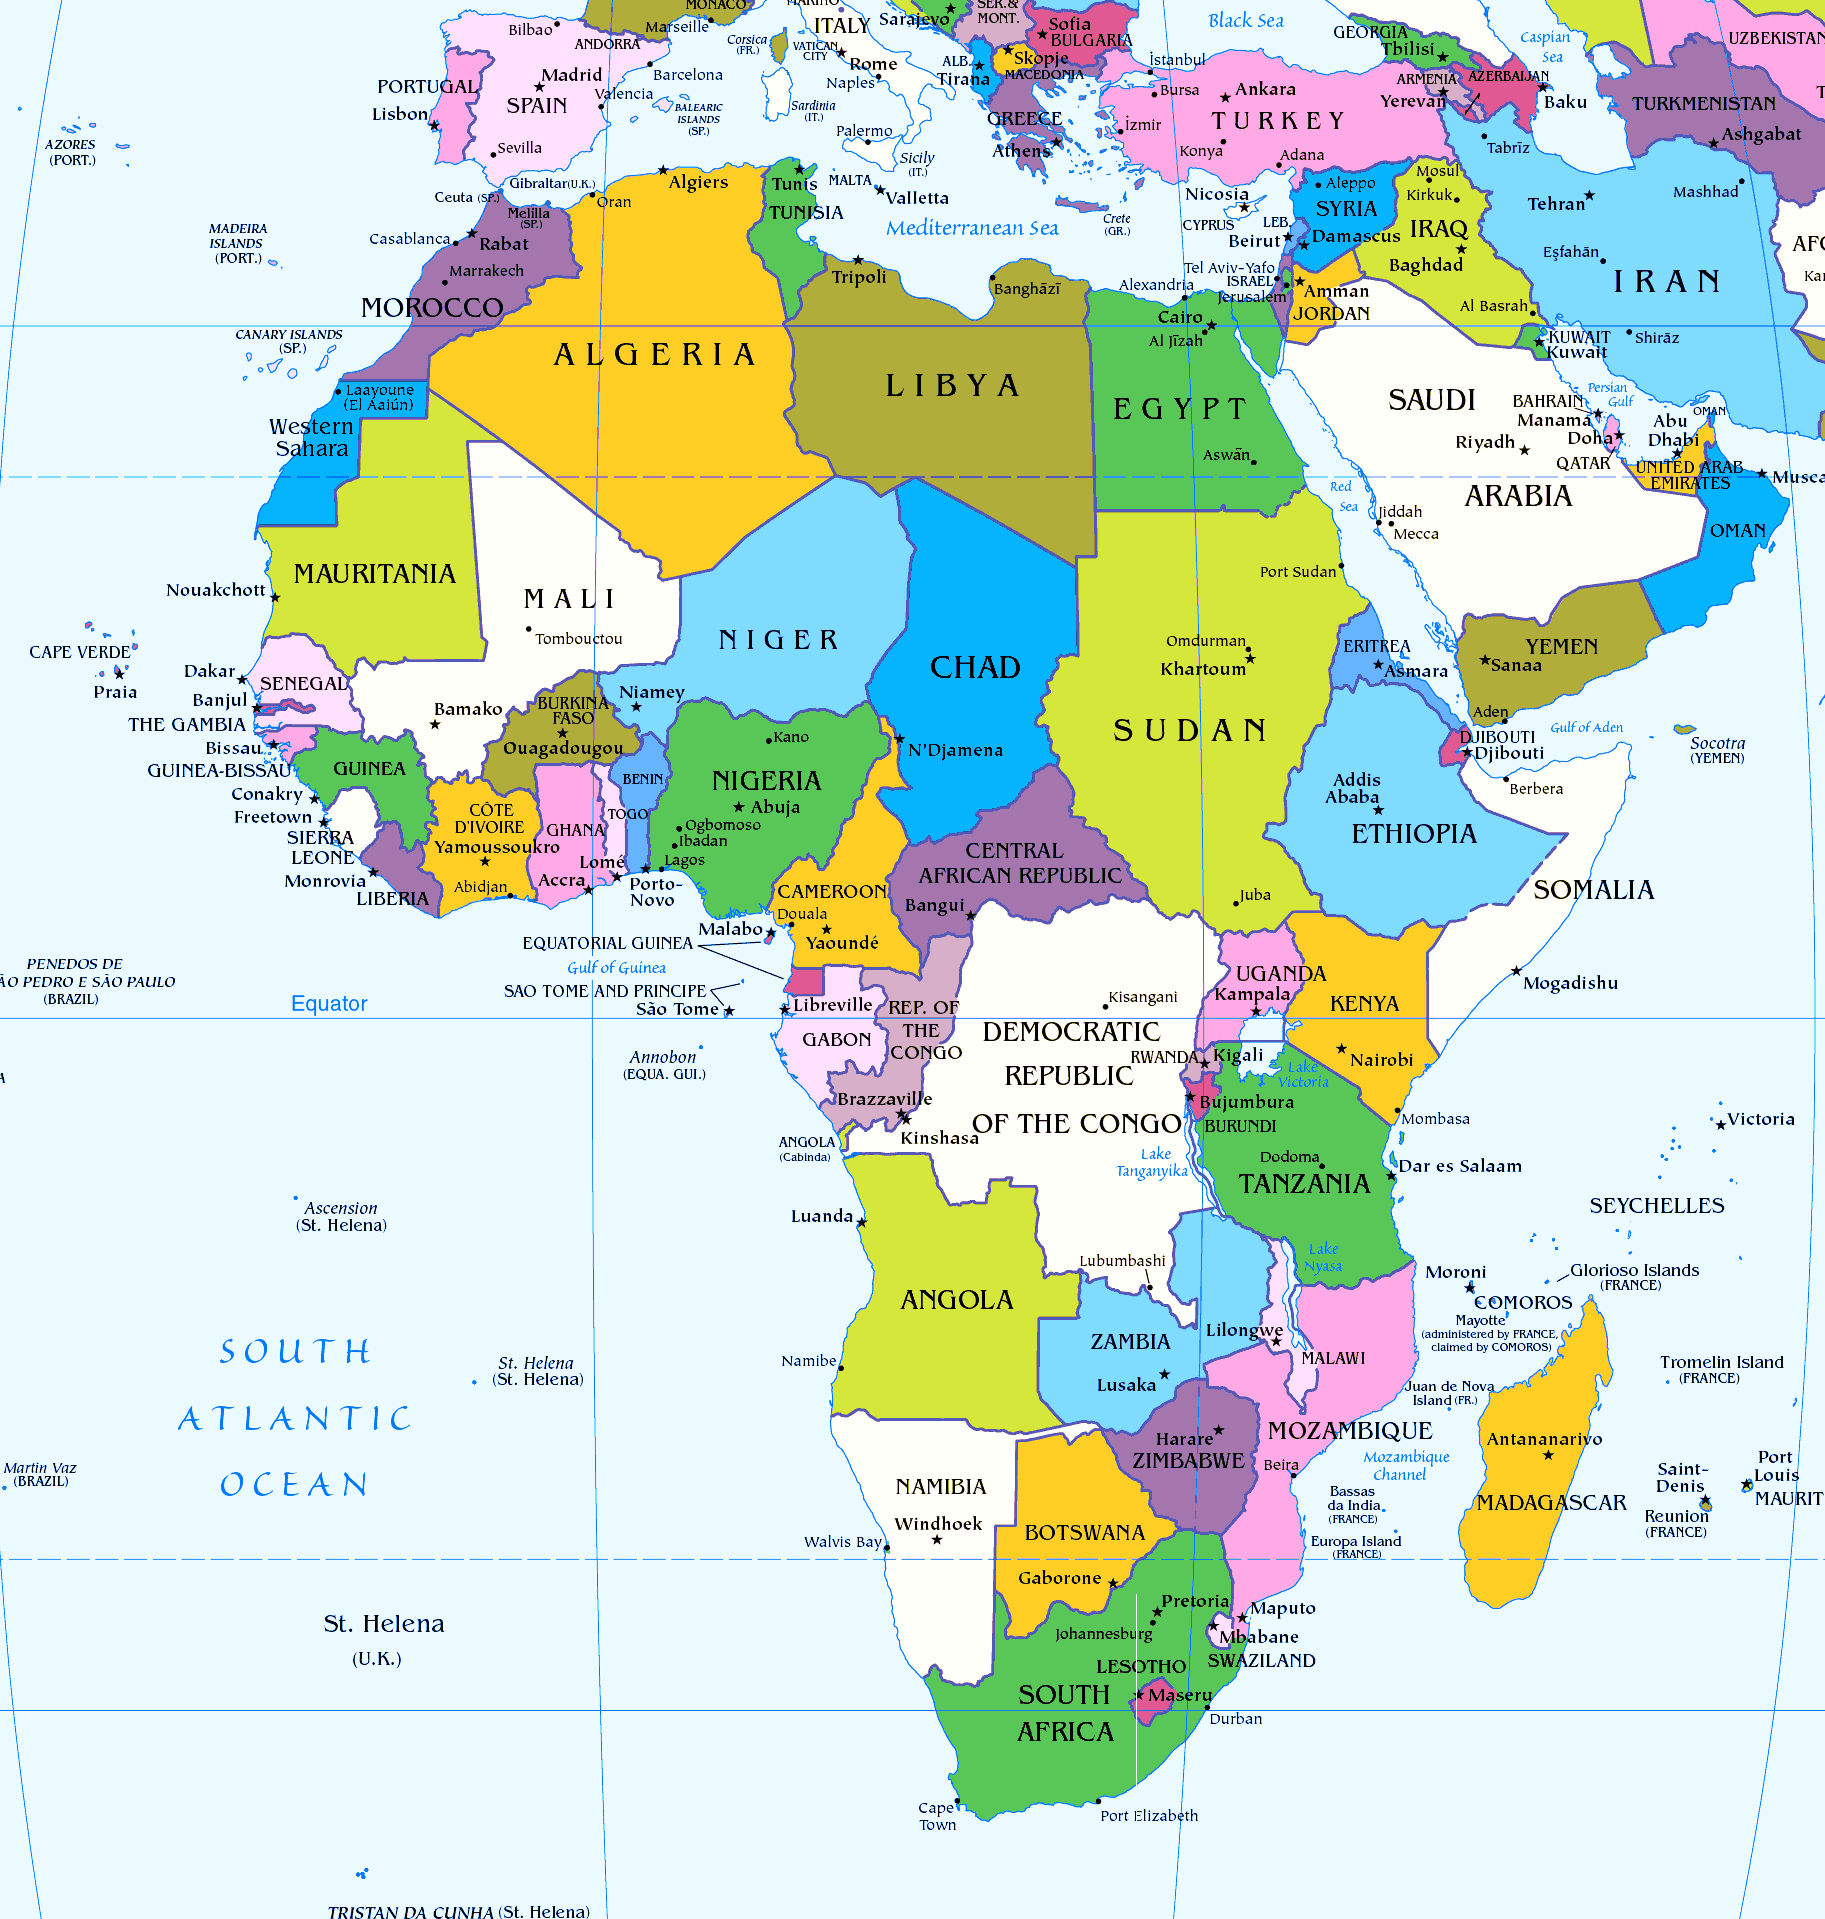 MONACO
MARINO
ITALY
Sarajevo
SER.&
MONT.
Sofia
BULGARIA
Black Sea
GEORGIA
Tbilisi
Caspian
Sea
UZBEKISTAN
Bilbao
ANDORRA
Marseille
Corsica
(FR.)
VATICAN
CITY
Rome
Naples
ALB.
Tirana
Skopje
MACEDONIA
İstanbul
Bursa
Ankara
TURKEY
ARMENIA
Yerevan
AZERBAIJAN
Baku
TURKMENISTAN
Ashgabat
PORTUGAL
Lisbon
Madrid
SPAIN
Barcelona
Valencia
BALEARIC
ISLANDS
(SP.)
Sardinia
(IT.)
Palermo
Sicily
(IT.)
GREECE
Athens
İzmir
Konya
Adana
Tabrīz
Mashhad
AZORES
(PORT.)
Sevilla
Gibraltar(U.K.)
Ceuta (SP.)
Melilla
(SP.)
Algiers
Oran
Tunis
TUNISIA
MALTA
Valletta
Mediterranean Sea
Crete
(GR.)
Nicosia
CYPRUS
LEB.
Beirut
Aleppo
SYRIA
Damascus
Mosul
Kirkuk
IRAQ
Baghdad
Tehran
Eşfahān
IRAN
MADEIRA
ISLANDS
(PORT.)
Casablanca
Rabat
Marrakech
MOROCCO
Tripoli
Banghāzī
Alexandria
Tel Aviv-Yafo
ISRAEL
Jerusalem
Amman
JORDAN
Al Basrah
KUWAIT
Kuwait
Shirāz
CANARY ISLANDS
(SP.)
Cairo
Al Jīzah
ALGERIA
LIBYA
EGYPT
Aswān
SAUDI
ARABIA
Persian
Gulf
BAHRAIN
Manama
Riyadh
Doha
QATAR
Abu
Dhabi
OMAN
UNITED ARAB
EMIRATES
OMAN
Laayoune
(El Aaiún)
Western
Sahara
Red
Sea
Jiddah
Mecca
Port Sudan
MAURITANIA
Nouakchott
MALI
Tombouctou
NIGER
CHAD
Omdurman
Khartoum
SUDAN
ERITREA
Asmara
YEMEN
Sanaa
Aden
Gulf of Aden
Socotra
(YEMEN)
CAPE VERDE
Praia
Dakar
SENEGAL
Banjul
THE GAMBIA
Bissau
GUINEA-BISSAU
Bamako
BURKINA
FASO
Ouagadougou
Niamey
Kano
N'Djamena
DJIBOUTI
Djibouti
Berbera
GUINEA
Conakry
Freetown
SIERRA
LEONE
Monrovia
LIBERIA
CÔTE
D'IVOIRE
Yamoussoukro
Abidjan
GHANA
Accra
TOGO
Lomé
BENIN
Porto-
Novo
NIGERIA
Abuja
Ogbomoso
Ibadan
Lagos
CENTRAL
AFRICAN REPUBLIC
Bangui
CAMEROON
Douala
Yaoundé
Addis
Ababa
ETHIOPIA
Juba
SOMALIA
Mogadishu
Malabo
EQUATORIAL GUINEA
Gulf of Guinea
SAO TOME AND PRINCIPE
São Tome
Libreville
GABON
REP. OF
THE
CONGO
Brazzaville
Kinshasa
Kisangani
DEMOCRATIC
REPUBLIC
OF THE CONGO
UGANDA
Kampala
KENYA
Nairobi
Mombasa
RWANDA
Kigali
Lake
Victoria
Bujumbura
BURUNDI
Lake
Tanganyika
Dodoma
TANZANIA
Dar es Salaam
PENEDOS DE
ÃO PEDRO E SÃO PAULO
(BRAZIL)
Equator
Annobon
(EQUA. GUI.)
ANGOLA
(Cabinda)
Victoria
SEYCHELLES
Ascension
(St. Helena)
Luanda
ANGOLA
Namibe
Lubumbashi
ZAMBIA
Lusaka
Lilongwe
MALAWI
Lake
Nyasa
Moroni
COMOROS
Mayotte
(administered by FRANCE,
claimed by COMOROS)
Glorioso Islands
(FRANCE)
Tromelin Island
(FRANCE)
Juan de Nova
Island (FR.)
SOUTH
ATLANTIC
OCEAN
St. Helena
(St. Helena)
Martin Vaz
(BRAZIL)
MOZAMBIQUE
Mozambique
Channel
Beira
Harare
ZIMBABWE
Bassas
da India
(FRANCE)
Europa Island
(FRANCE)
Antananarivo
MADAGASCAR
Port
Louis
MAURIT
Saint-
Denis
Reunion
(FRANCE)
NAMIBIA
Windhoek
Walvis Bay
BOTSWANA
Gaborone
Pretoria
Johannesburg
Maputo
Mbabane
SWAZILAND
LESOTHO
Maseru
SOUTH
AFRICA
Durban
Cape
Town
Port Elizabeth
St. Helena
(U.K.)
TRISTAN DA CUNHA (St. Helena)